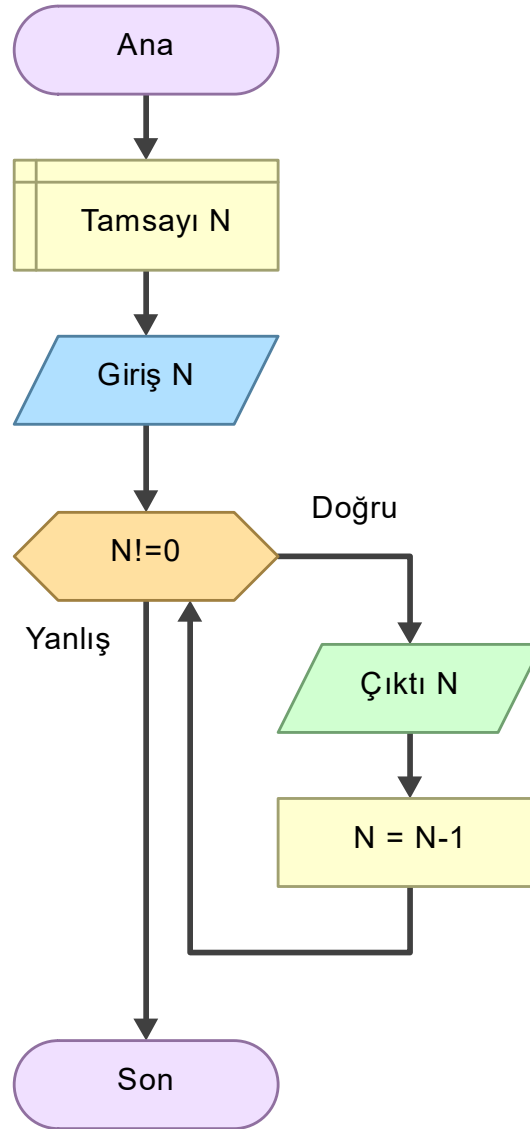 Ana
Tamsayı N
Giriş N
N!=0
Doğru
Yanlış
Çıktı N
N = N-1
Son